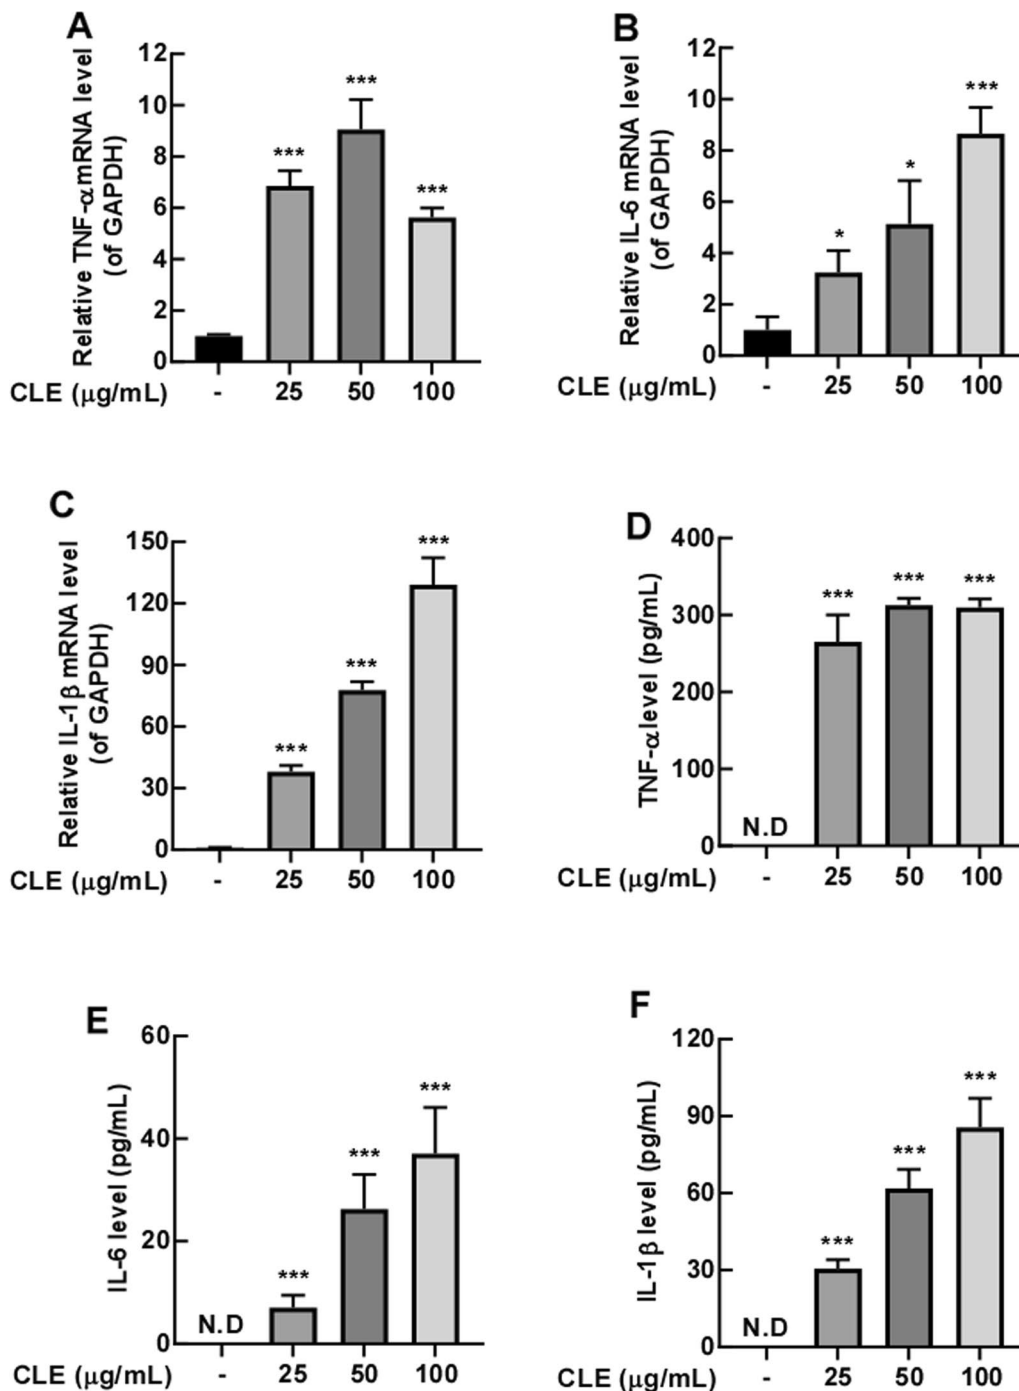 A
Relative TNF-α mRNA level
(of GAPDH)
12
10
8
6
4
2
0
***
***
***
CLE (μg/mL) - 25 50 100
B
Relative IL-6 mRNA level
(of GAPDH)
12
10
8
6
4
2
0
*
*
***
CLE (μg/mL) - 25 50 100
C
Relative IL-1β mRNA level
(of GAPDH)
150
120
90
60
30
0
***
***
***
CLE (μg/mL) - 25 50 100
D
TNF-α level (pg/mL)
400
300
200
100
0
N.D
***
***
***
CLE (μg/mL) - 25 50 100
E
IL-6 level (pg/mL)
60
40
20
0
N.D
***
***
***
CLE (μg/mL) - 25 50 100
F
IL-1β level (pg/mL)
120
90
60
30
0
N.D
***
***
***
CLE (μg/mL) - 25 50 100